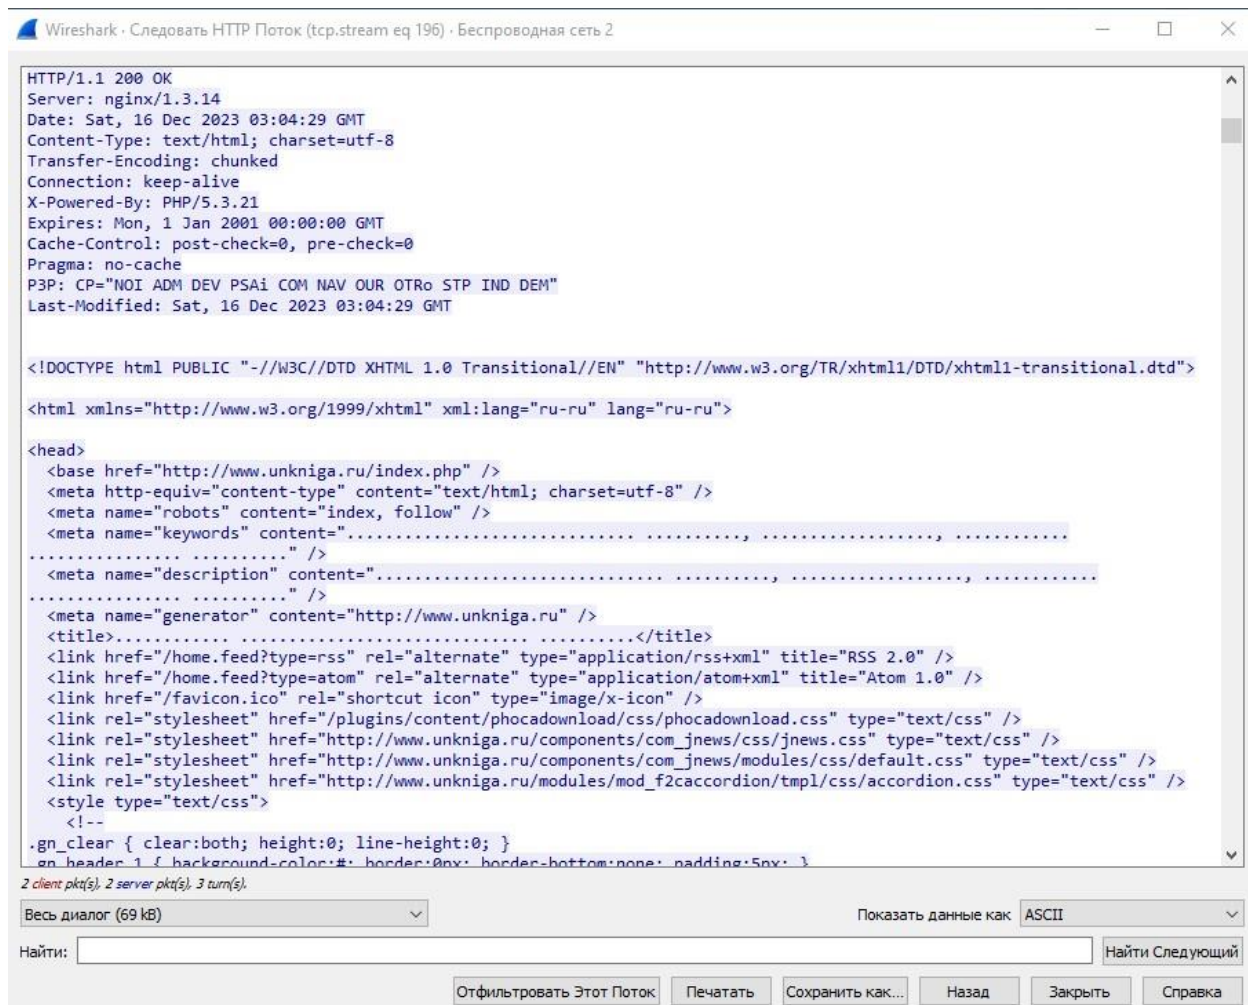 Wireshark · Следовать HTTP Поток (tcp.stream eq 196) · Беспроводная сеть 2
HTTP/1.1 200 OK
Server: nginx/1.3.14
Date: Sat, 16 Dec 2023 03:04:29 GMT
Content-Type: text/html; charset=utf-8
Transfer-Encoding: chunked
Connection: keep-alive
X-Powered-By: PHP/5.3.21
Expires: Mon, 1 Jan 2001 00:00:00 GMT
Cache-Control: post-check=0, pre-check=0
Pragma: no-cache
P3P: CP="NOI ADM DEV PSAi COM NAV OUR OTRo STP IND DEM"
Last-Modified: Sat, 16 Dec 2023 03:04:29 GMT
<!DOCTYPE html PUBLIC "-//W3C//DTD XHTML 1.0 Transitional//EN" "http://www.w3.org/TR/xhtml1/DTD/xhtml1-transitional.dtd">
<html xmlns="http://www.w3.org/1999/xhtml" xml:lang="ru-ru" lang="ru-ru">
<head>
<base href="http://www.unkniga.ru/index.php" />
<meta http-equiv="content-type" content="text/html; charset=utf-8" />
<meta name="robots" content="index, follow" />
<meta name="keywords" content=".............................. .........., .................., ............
................ .........." />
<meta name="description" content=".............................. .........., .................., ............
................ .........." />
<meta name="generator" content="http://www.unkniga.ru" />
<title>............ .............................. ..........</title>
<link href="/home.feed?type=rss" rel="alternate" type="application/rss+xml" title="RSS 2.0" />
<link href="/home.feed?type=atom" rel="alternate" type="application/atom+xml" title="Atom 1.0" />
<link href="/favicon.ico" rel="shortcut icon" type="image/x-icon" />
<link rel="stylesheet" href="/plugins/content/phocadownload/css/phocadownload.css" type="text/css" />
<link rel="stylesheet" href="http://www.unkniga.ru/components/com_jnews/css/jnews.css" type="text/css" />
<link rel="stylesheet" href="http://www.unkniga.ru/components/com_jnews/modules/css/default.css" type="text/css" />
<link rel="stylesheet" href="http://www.unkniga.ru/modules/mod_f2caccordion/tmpl/css/accordion.css" type="text/css" />
<style type="text/css">
<!--
.gn_clear { clear:both; height:0; line-height:0; }
.gn_header_1 { background-color:#; border:0px; border-bottom:none; padding:5px; }
2 client pkt(s), 2 server pkt(s), 3 turn(s).
Весь диалог (69 kB) Показать данные как ASCII
Найти: Найти Следующий
Отфильтровать Этот Поток Печатать Сохранить как... Назад Закрыть Справка